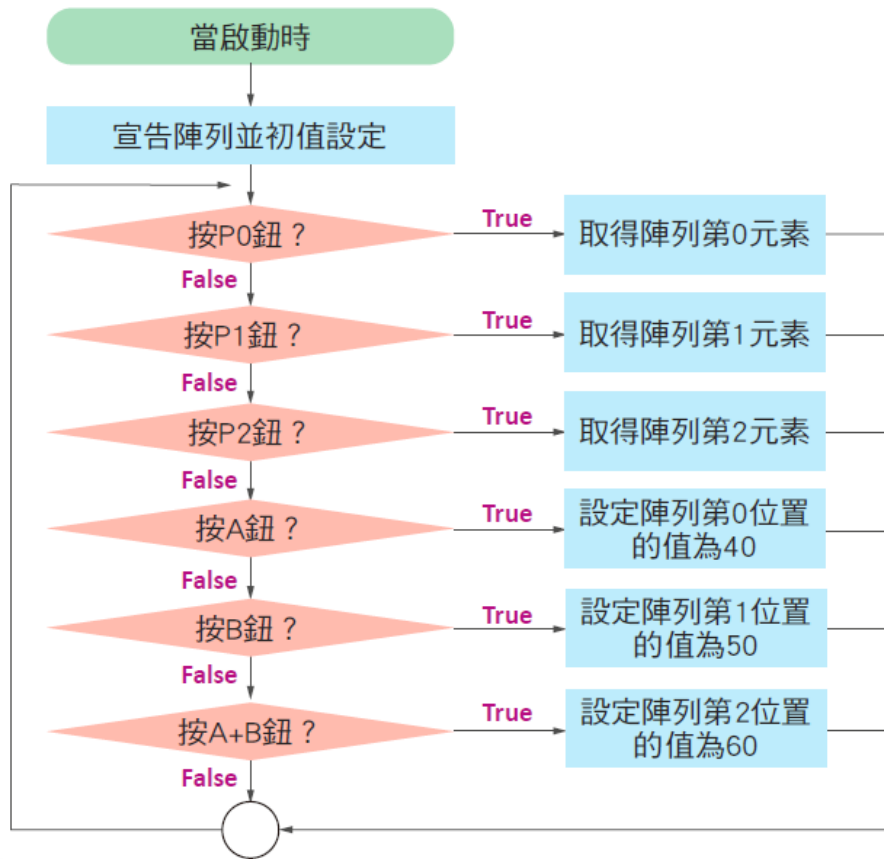 當啟動時
宣告陣列並初值設定
按P0鈕？
True
取得陣列第0元素
False
按P1鈕？
True
取得陣列第1元素
False
按P2鈕？
True
取得陣列第2元素
False
按A鈕？
True
設定陣列第0位置
的值為40
False
按B鈕？
True
設定陣列第1位置
的值為50
False
按A+B鈕？
True
設定陣列第2位置
的值為60
False